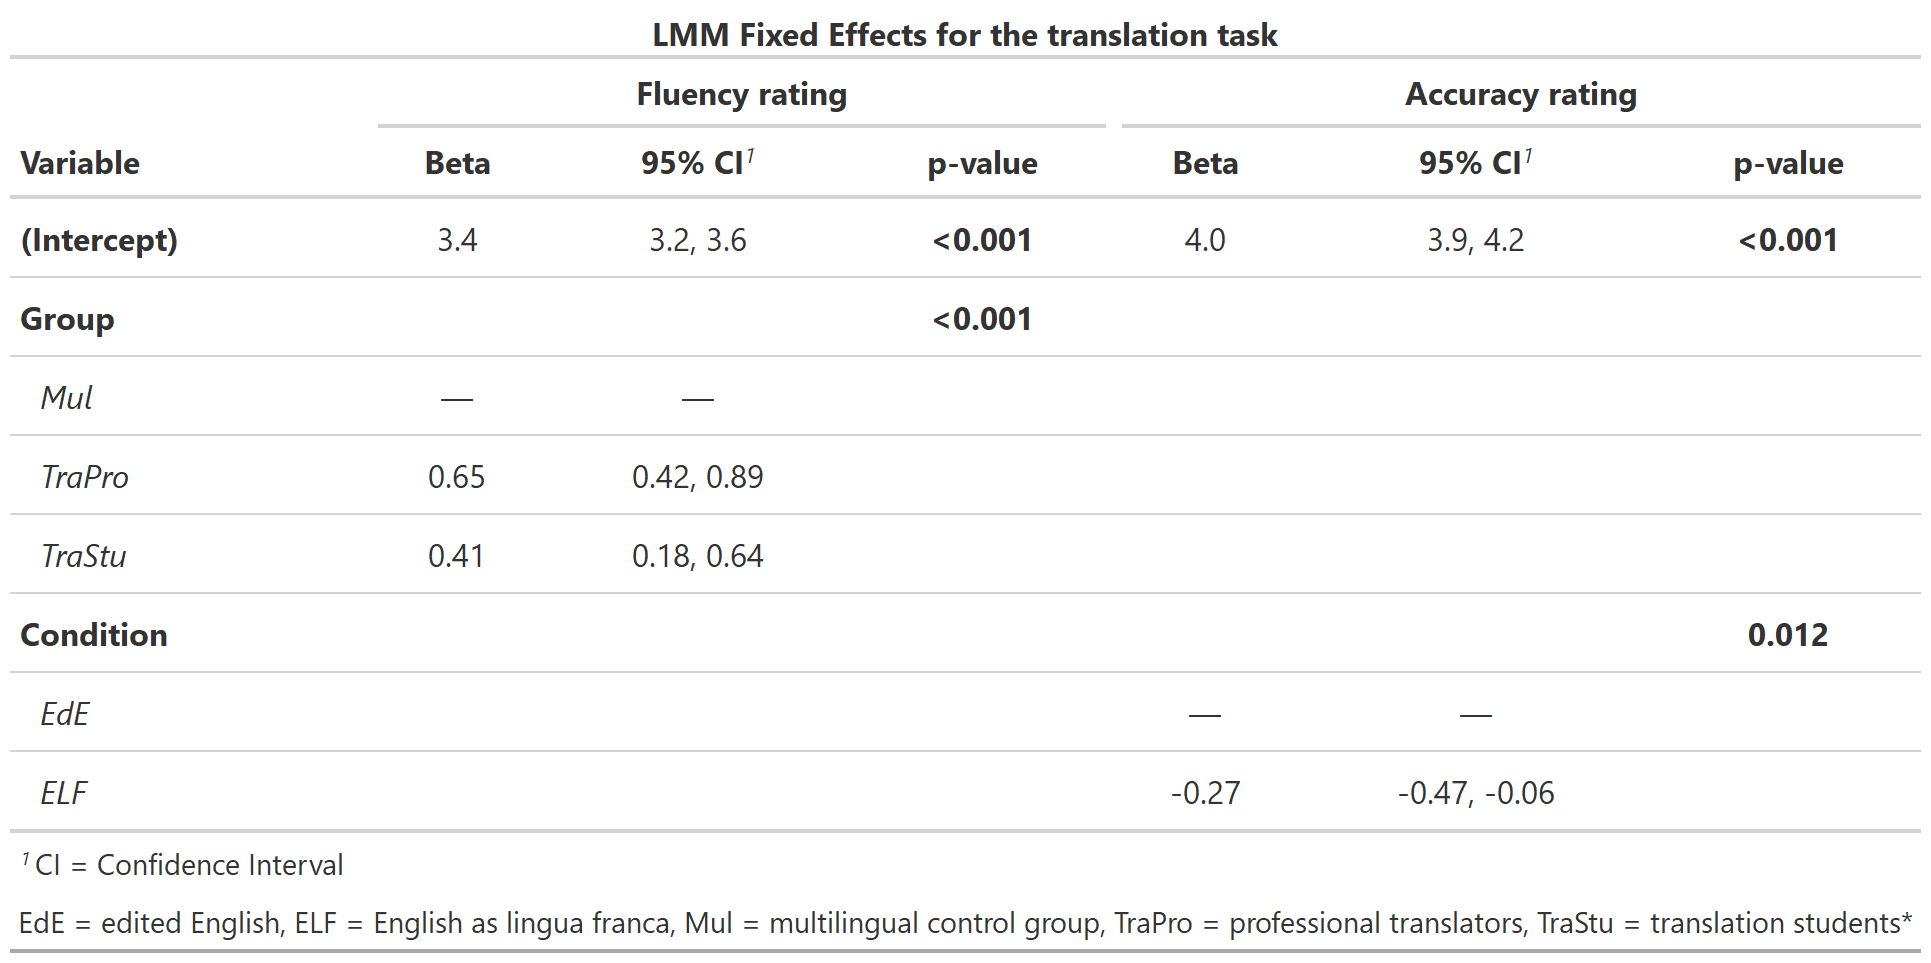 LMM Fixed Effects for the translation task
Fluency rating Accuracy rating
Variable Beta 95% CI¹ p-value Beta 95% CI¹ p-value
(Intercept) 3.4 3.2, 3.6 <0.001 4.0 3.9, 4.2 <0.001
Group <0.001
Mul — —
TraPro 0.65 0.42, 0.89
TraStu 0.41 0.18, 0.64
Condition 0.012
EdE — —
ELF -0.27 -0.47, -0.06
¹ CI = Confidence Interval
EdE = edited English, ELF = English as lingua franca, Mul = multilingual control group, TraPro = professional translators, TraStu = translation students*